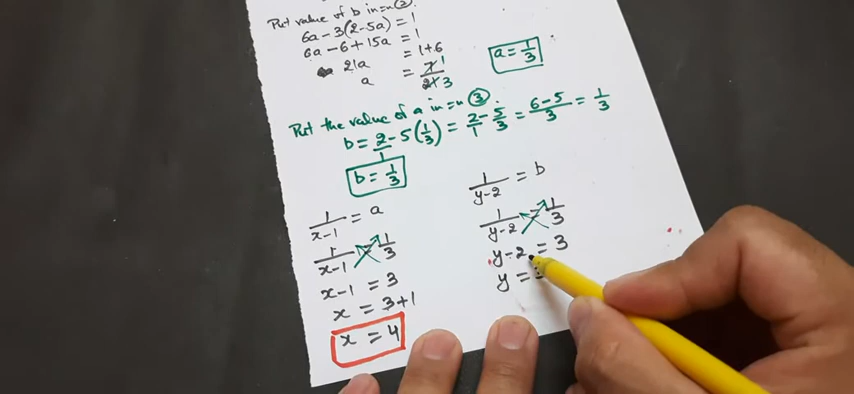 Put value of b in =n ②.
6a - 3(2-5a) = 1
6a - 6 + 15a = 1
21a = 1+6
a = 7 1 / 21 3
a = 1/3
Put the value of a in =n ③
b = 2/1 - 5(1/3) = 2/1 - 5/3 = 6-5/3 = 1/3
b = 1/3
1/x-1 = a
1/x-1 = 1/3
x-1 = 3
x = 3+1
x = 4
1/y-2 = b
1/y-2 = 1/3
y-2 = 3
y =